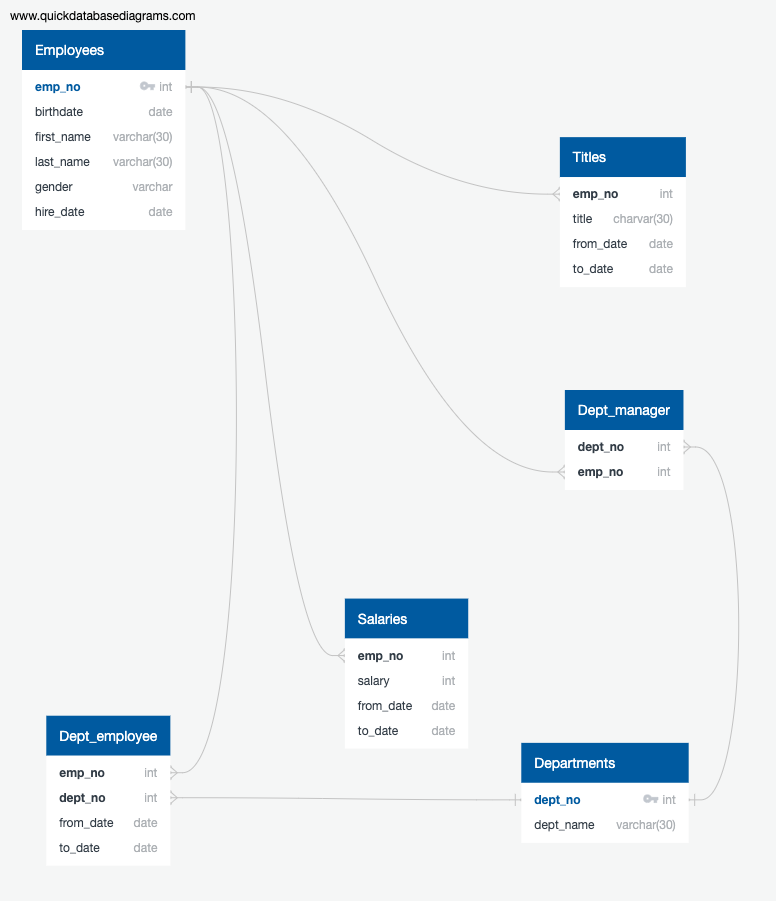 www.quickdatabasediagrams.com
Employees
emp_no int
birthdate date
first_name varchar(30)
last_name varchar(30)
gender varchar
hire_date date
Titles
emp_no int
title charvar(30)
from_date date
to_date date
Dept_manager
dept_no int
emp_no int
Salaries
emp_no int
salary int
from_date date
to_date date
Dept_employee
emp_no int
dept_no int
from_date date
to_date date
Departments
dept_no int
dept_name varchar(30)